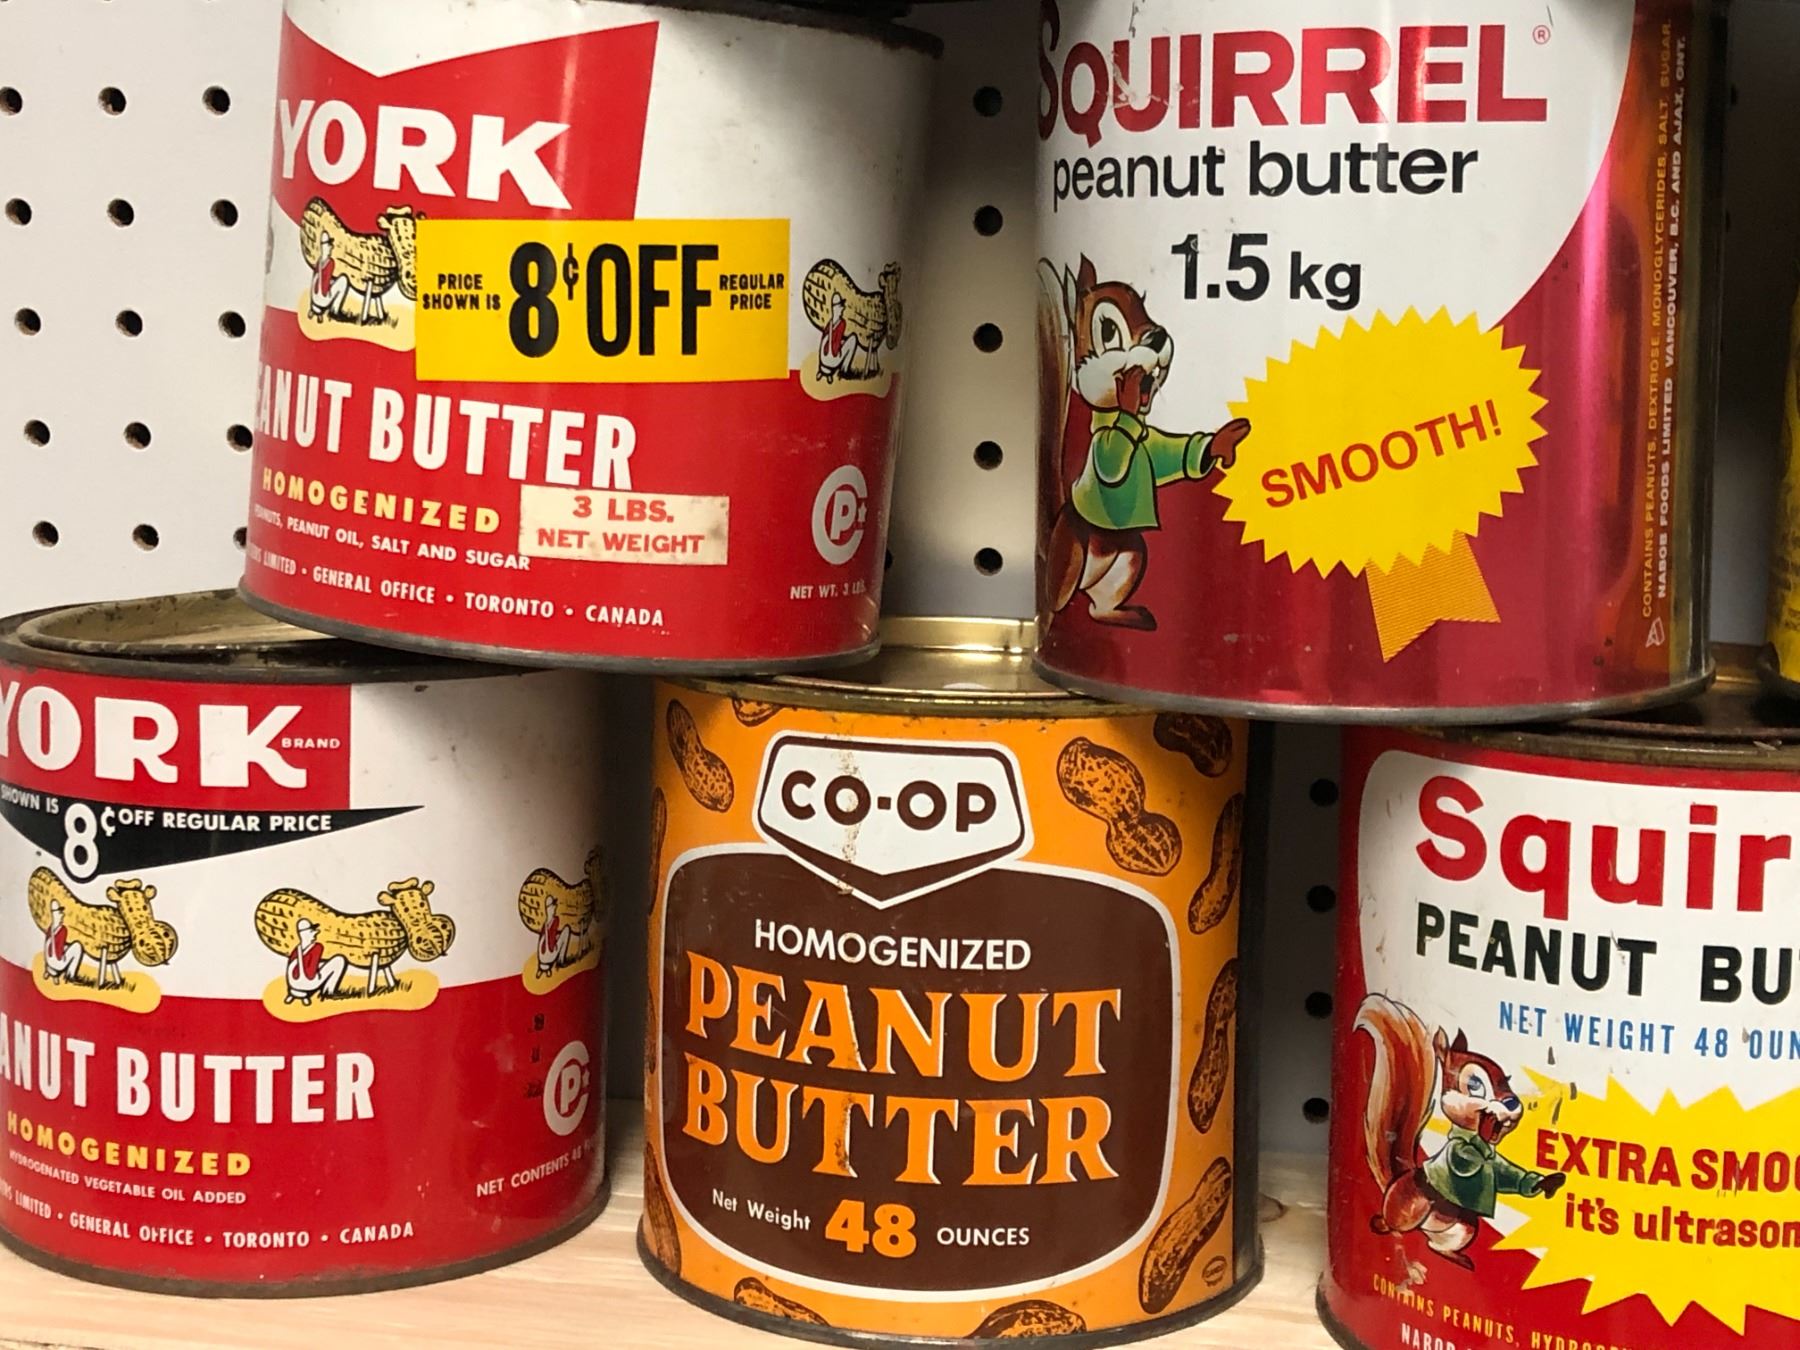 YORK
PRICE
SHOWN IS
8¢ OFF
REGULAR
PRICE
BUTTER
HOMOGENIZED
PEANUT OIL, SALT AND SUGAR
3 LBS.
NET WEIGHT
LIMITED • GENERAL OFFICE • TORONTO • CANADA
CP
NET WT. 3 LBS.
SQUIRREL®
peanut butter
1.5 kg
SMOOTH!
CONTAINS PEANUTS, DEXTROSE, MONOGLYCERIDES, SALT, SUGAR.
NABOB FOODS LIMITED VANCOUVER, B.C. AND AJAX, ONT.
YORK
BRAND
SHOWN IS
8¢ OFF REGULAR PRICE
BUTTER
HOMOGENIZED
HYDROGENATED VEGETABLE OIL ADDED
LIMITED • GENERAL OFFICE • TORONTO • CANADA
CP
NET CONTENTS 48
CO-OP
HOMOGENIZED
PEANUT
BUTTER
Net Weight 48 OUNCES
Squir
PEANUT BU
NET WEIGHT 48 OUN
EXTRA SMOO
it's ultrason
CONTAINS PEANUTS,